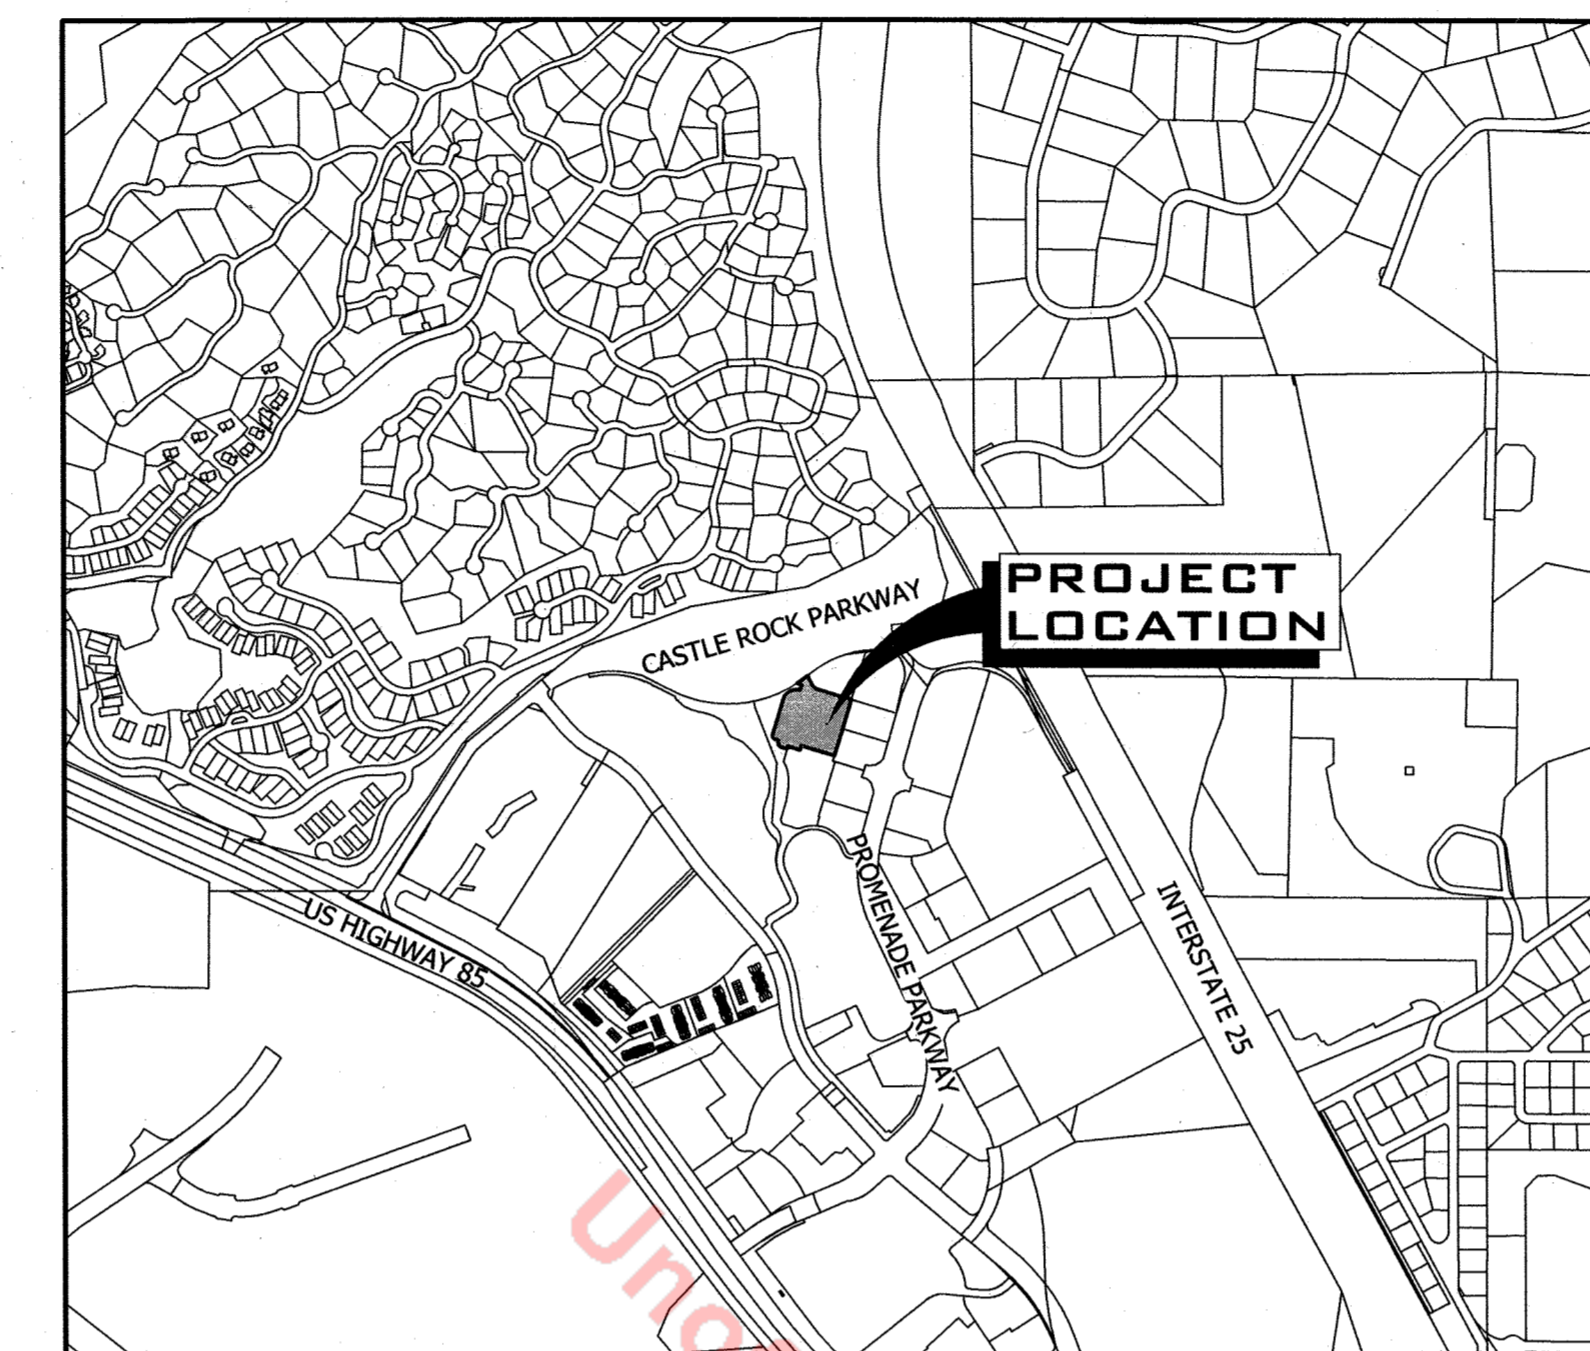 PROJECT
LOCATION
CASTLE ROCK PARKWAY
PROMENADE PARKWAY
INTERSTATE 25
US HIGHWAY 85